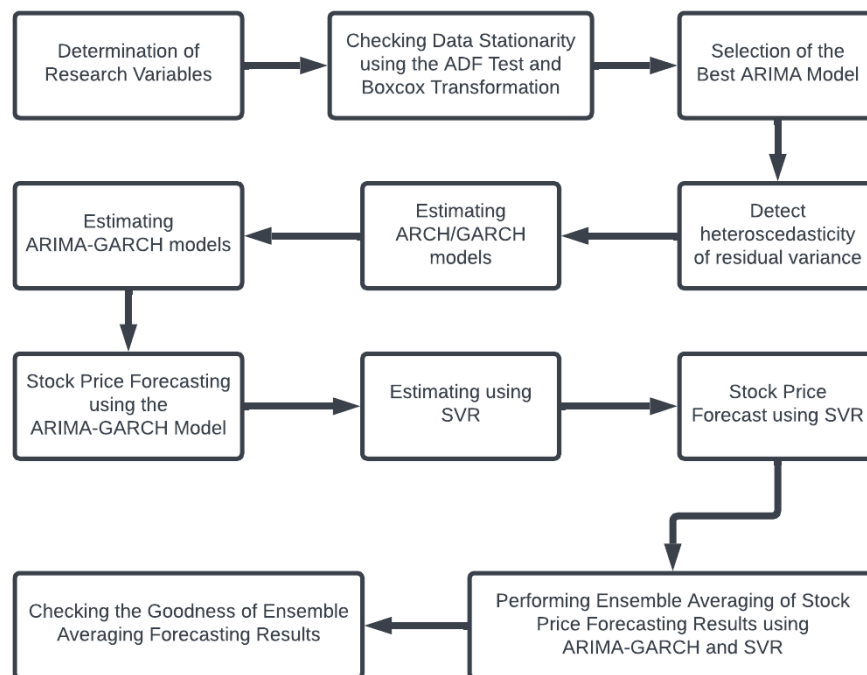 Determination of
Research Variables
Checking Data Stationarity
using the ADF Test and
Boxcox Transformation
Selection of the
Best ARIMA Model
Detect
heteroscedasticity
of residual variance
Estimating
ARCH/GARCH
models
Estimating
ARIMA-GARCH models
Stock Price Forecasting
using the
ARIMA-GARCH Model
Estimating using
SVR
Stock Price
Forecast using SVR
Performing Ensemble Averaging of Stock
Price Forecasting Results using
ARIMA-GARCH and SVR
Checking the Goodness of Ensemble
Averaging Forecasting Results